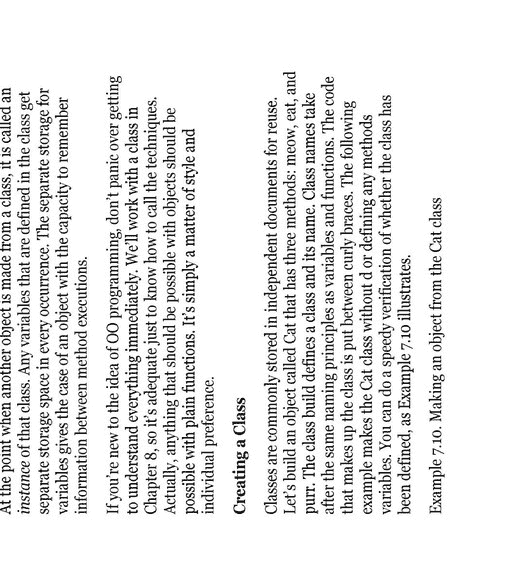 At the point when another object is made from a class, it is called an
instance of that class. Any variables that are defined in the class get
separate storage space in every occurrence. The separate storage for
variables gives the case of an object with the capacity to remember
information between method executions.
If you're new to the idea of OO programming, don't panic over getting
to understand everything immediately. We'll work with a class in
Chapter 8, so it's adequate just to know how to call the techniques.
Actually, anything that should be possible with objects should be
possible with plain functions. It's simply a matter of style and
individual preference.
Creating a Class
Classes are commonly stored in independent documents for reuse.
Let's build an object called Cat that has three methods: meow, eat, and
purr. The class build defines a class and its name. Class names take
after the same naming principles as variables and functions. The code
that makes up the class is put between curly braces. The following
example makes the Cat class without d or defining any methods
variables. You can do a speedy verification of whether the class has
been defined, as Example 7.10 illustrates.
Example 7.10. Making an object from the Cat class